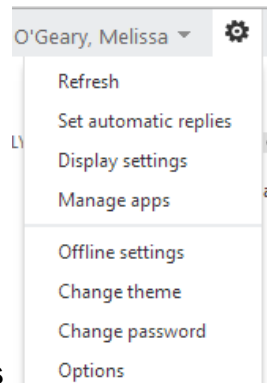 O'Geary, Melissa
Refresh
Set automatic replies
Display settings
Manage apps
Offline settings
Change theme
Change password
Options